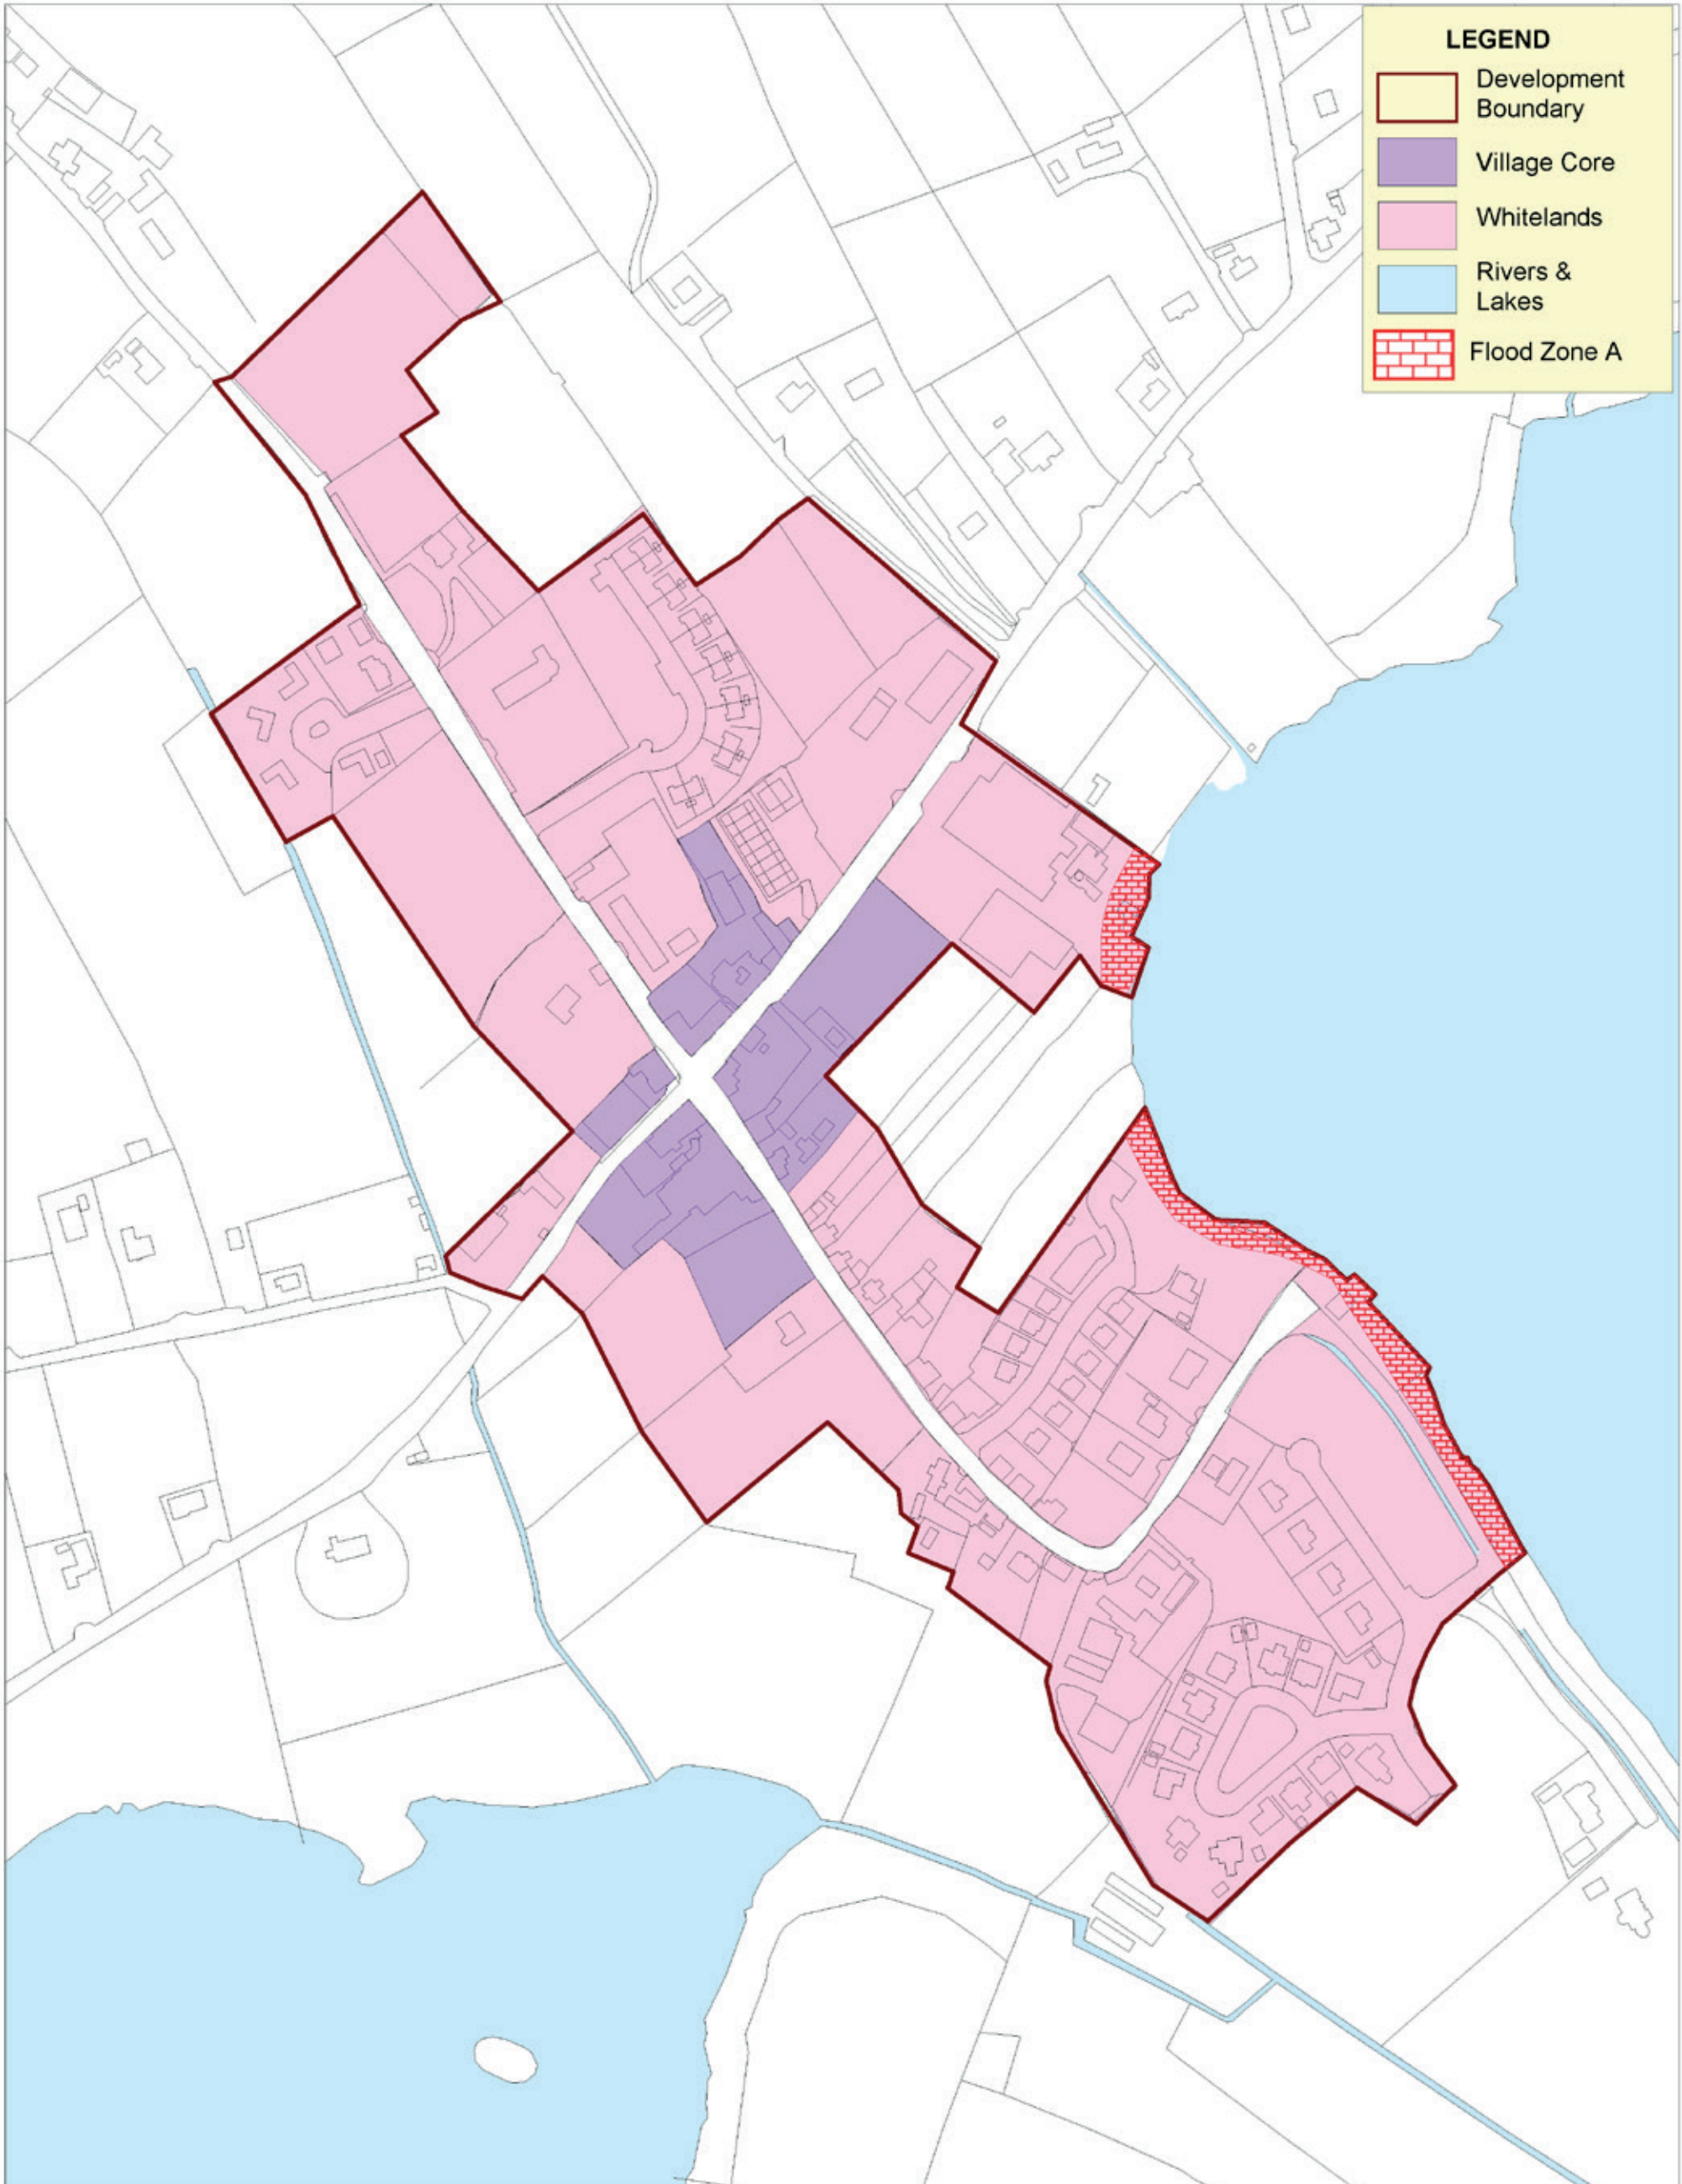 LEGEND
Development
Boundary
Village Core
Whitelands
Rivers &
Lakes
Flood Zone A